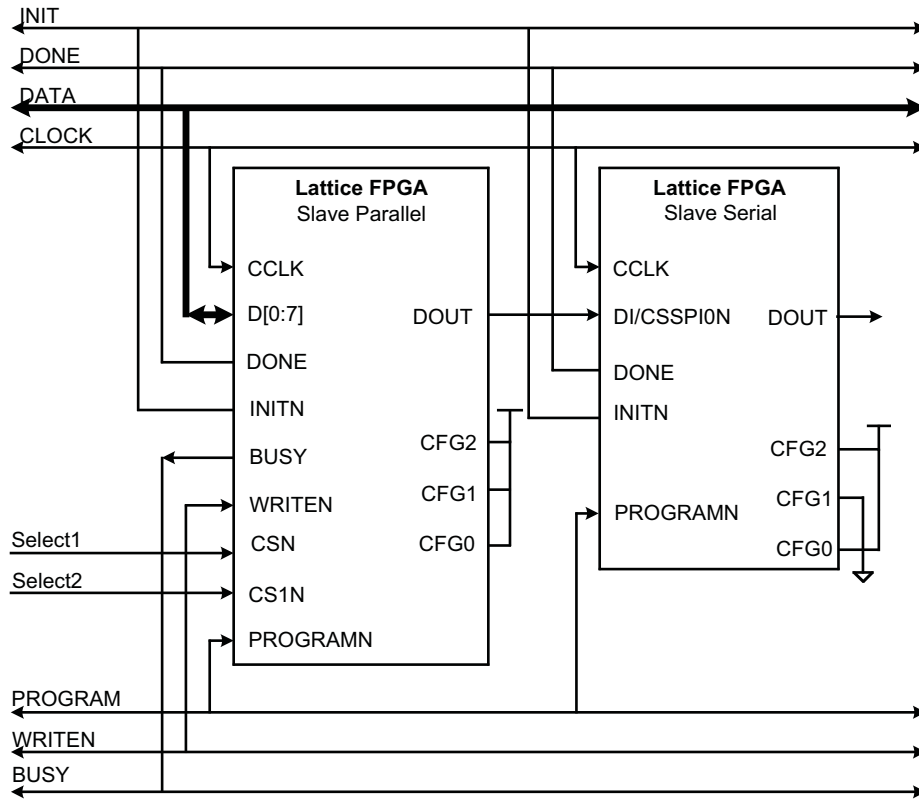 INIT
DONE
DATA
CLOCK
Lattice FPGA
Slave Parallel
CCLK
D[0:7]
DOUT
DONE
INITN
BUSY
CFG2
WRITEN
CFG1
CSN
CFG0
CS1N
PROGRAMN
Lattice FPGA
Slave Serial
CCLK
DI/CSSPI0N
DOUT
DONE
INITN
CFG2
CFG1
PROGRAMN
CFG0
Select1
Select2
PROGRAM
WRITEN
BUSY